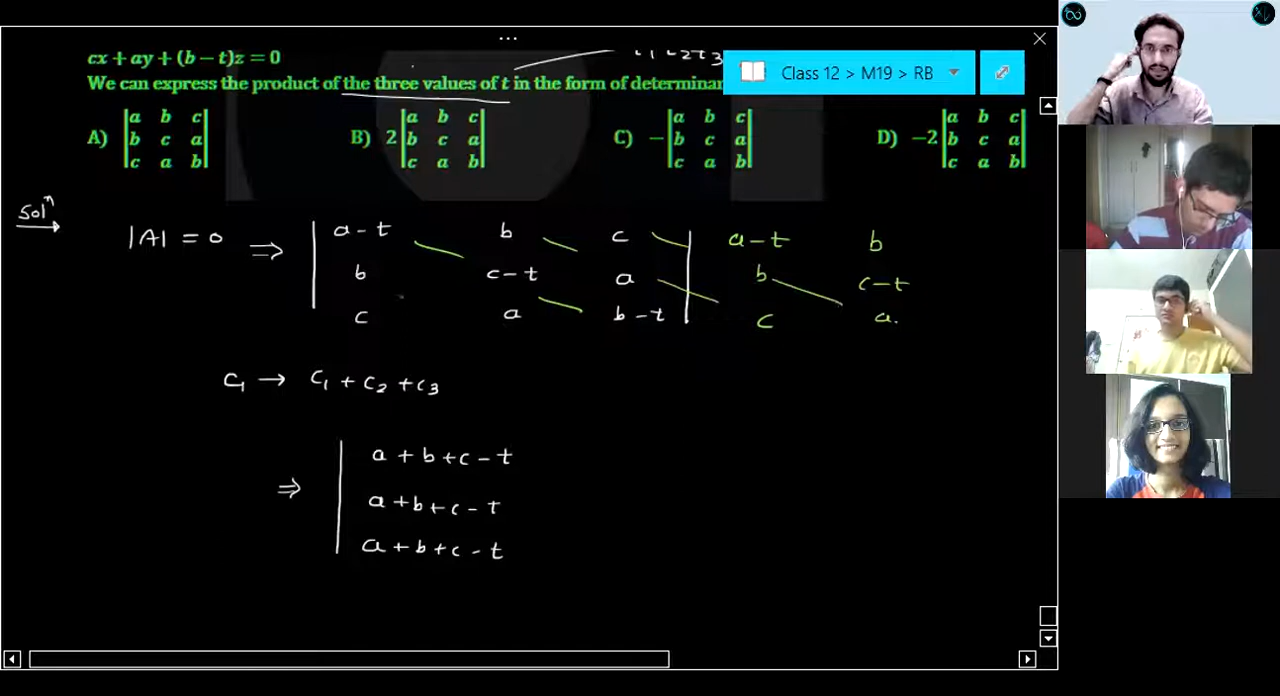 ...
cx + ay + (b − t)z = 0
We can express the product of the three values of t in the form of determinan
Class 12 > M19 > RB
A) |a b c|
|b c a|
|c a b|
B) 2|a b c|
|b c a|
|c a b|
C) −|a b c|
|b c a|
|c a b|
D) −2|a b c|
|b c a|
|c a b|
Solⁿ
|A| = 0 ⇒ | a - t b c | a - t b
b c - t a b c - t
c a b - t c a.
C₁ → C₁ + C₂ + C₃
⇒ | a + b + c - t
a + b + c - t
a + b + c - t